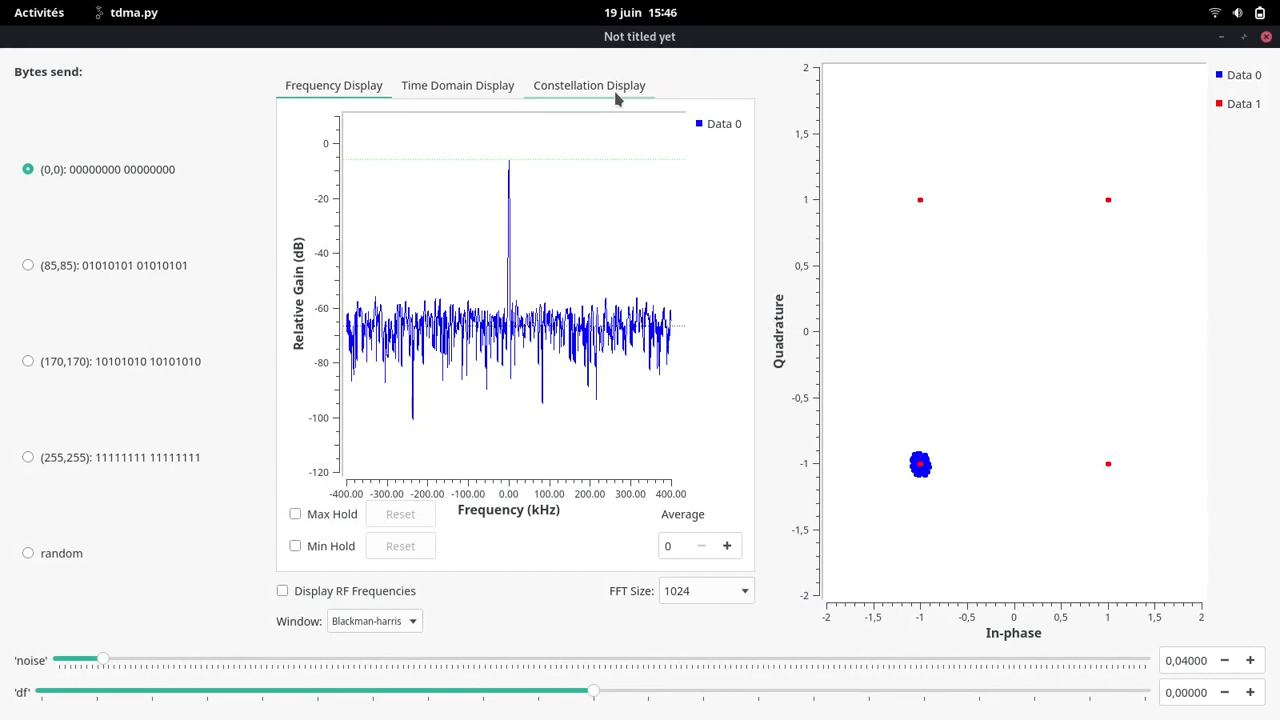 Activités
tdma.py
19 juin 15:46
Not titled yet
Bytes send:
(0,0): 00000000 00000000
(85,85): 01010101 01010101
(170,170): 10101010 10101010
(255,255): 11111111 11111111
random
Frequency Display
Time Domain Display
Constellation Display
Data 0
Relative Gain (dB)
0
-20
-40
-60
-80
-100
-120
-400.00 -300.00 -200.00 -100.00 0.00 100.00 200.00 300.00 400.00
Frequency (kHz)
Max Hold
Reset
Min Hold
Reset
Average
0
Display RF Frequencies
FFT Size:
1024
Window:
Blackman-harris
Data 0
Data 1
Quadrature
2
1,5
1
0,5
0
-0,5
-1
-1,5
-2
-2 -1,5 -1 -0,5 0 0,5 1 1,5 2
In-phase
'noise'
0,04000
'df'
0,00000